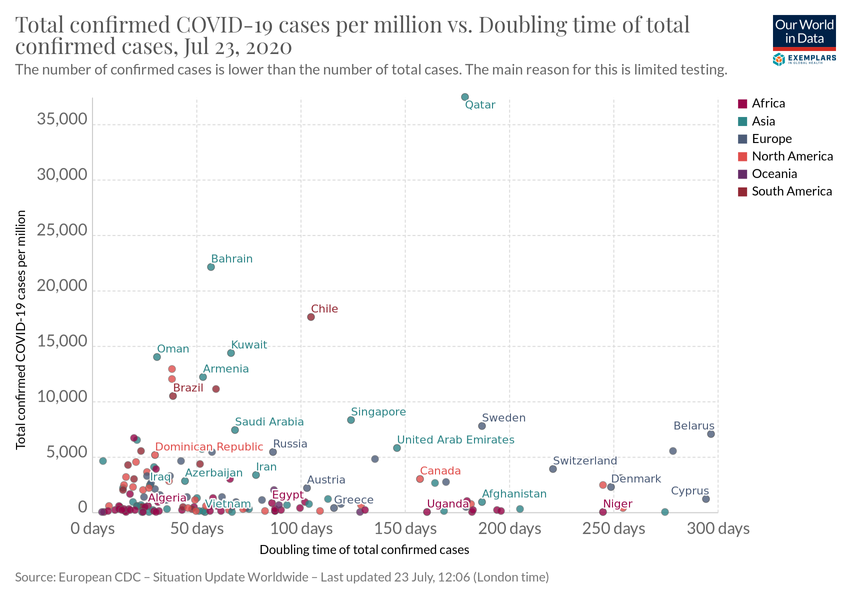 Total confirmed COVID-19 cases per million vs. Doubling time of total
confirmed cases, Jul 23, 2020
The number of confirmed cases is lower than the number of total cases. The main reason for this is limited testing.
Our World
in Data
EXEMPLARS
IN GLOBAL HEALTH
Africa
Asia
Europe
North America
Oceania
South America
Total confirmed COVID-19 cases per million
35,000
30,000
25,000
20,000
15,000
10,000
5,000
0
Qatar
Bahrain
Chile
Oman
Kuwait
Armenia
Brazil
Saudi Arabia
Singapore
Sweden
Belarus
Dominican Republic
Russia
United Arab Emirates
Iraq
Azerbaijan
Iran
Austria
Canada
Switzerland
Denmark
Cyprus
Algeria
Vietnam
Egypt
Greece
Uganda
Afghanistan
Niger
0 days
50 days
100 days
150 days
200 days
250 days
300 days
Doubling time of total confirmed cases
Source: European CDC – Situation Update Worldwide – Last updated 23 July, 12:06 (London time)